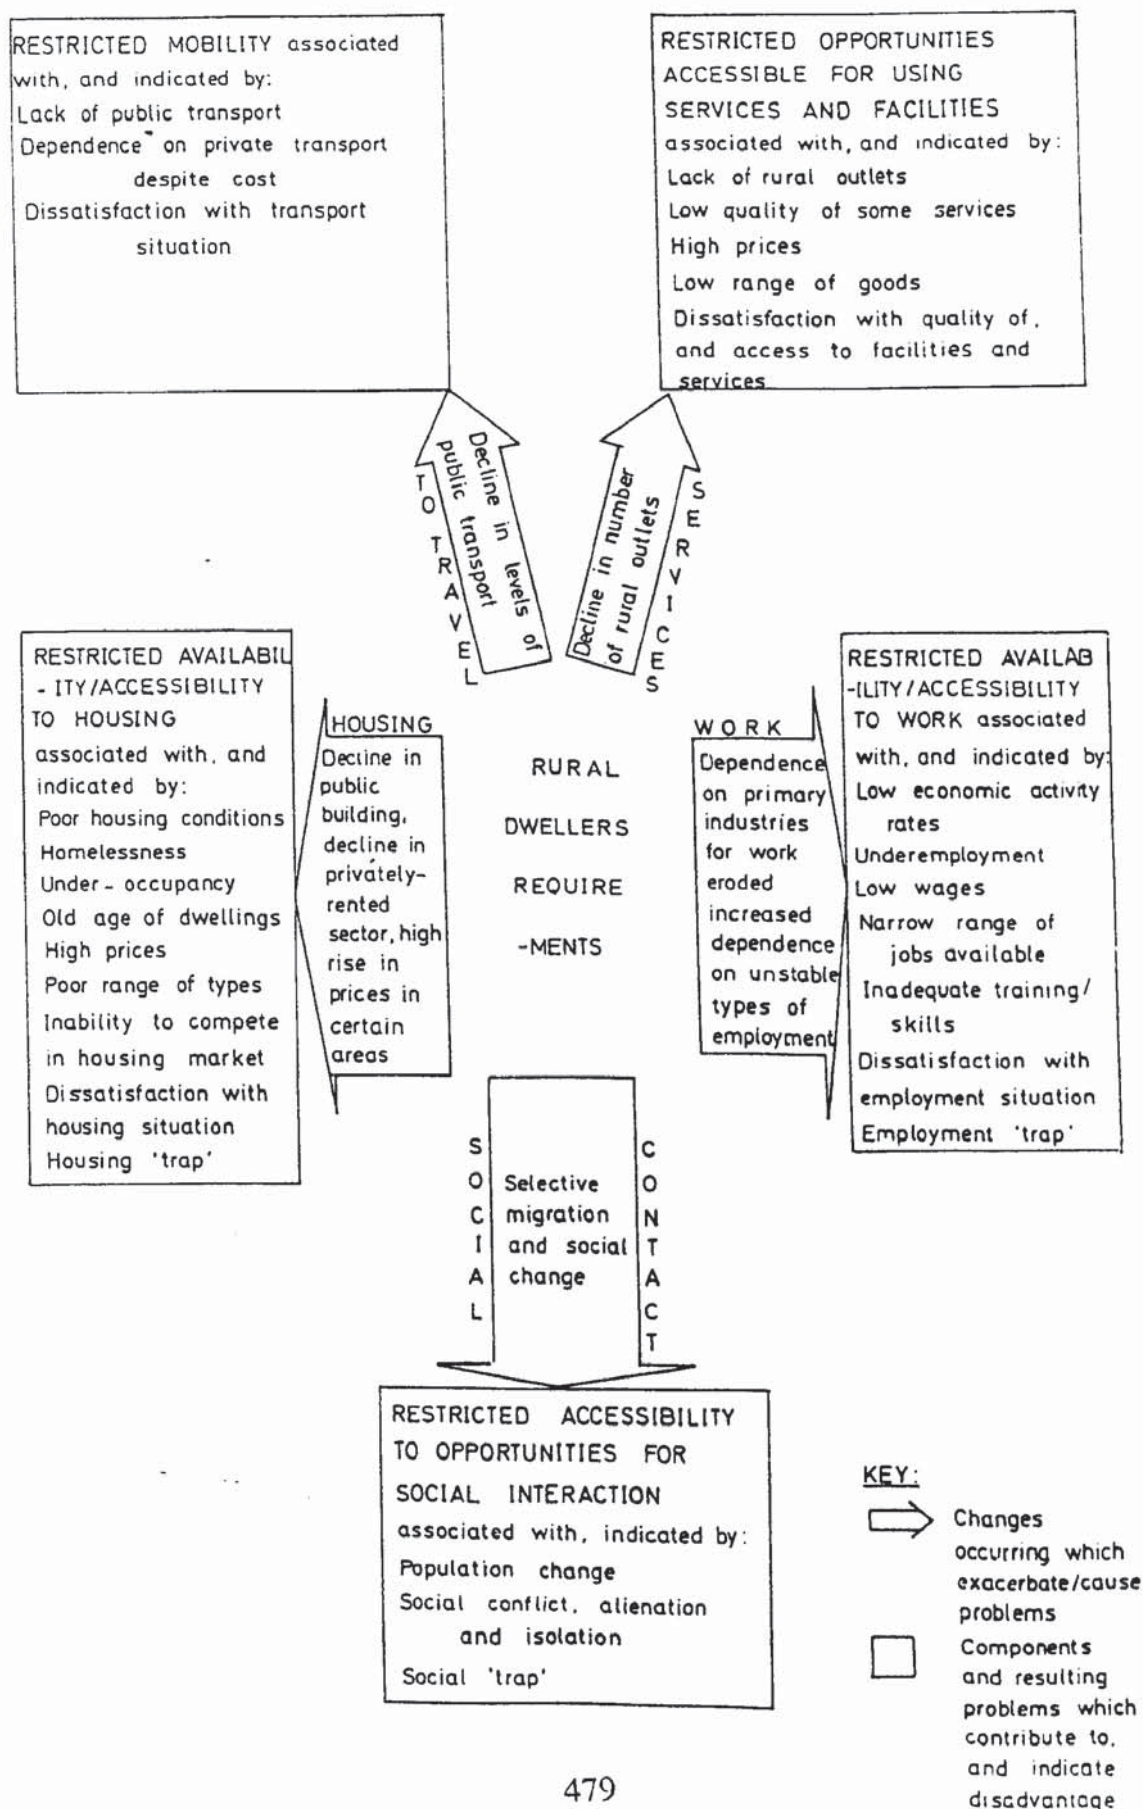 RESTRICTED MOBILITY associated
with, and indicated by:
Lack of public transport
Dependence on private transport
despite cost
Dissatisfaction with transport
situation
RESTRICTED OPPORTUNITIES
ACCESSIBLE FOR USING
SERVICES AND FACILITIES
associated with, and indicated by:
Lack of rural outlets
Low quality of some services
High prices
Low range of goods
Dissatisfaction with quality of,
and access to facilities and
services
TO TRAVEL
Decline in levels of
public transport
Decline in number
of rural outlets
SERVICES
RESTRICTED AVAILABIL
- ITY/ACCESSIBILITY
TO HOUSING
associated with, and
indicated by:
Poor housing conditions
Homelessness
Under-occupancy
Old age of dwellings
High prices
Poor range of types
Inability to compete
in housing market
Dissatisfaction with
housing situation
Housing 'trap'
HOUSING
Decline in
public
building,
decline in
privately-
rented
sector, high
rise in
prices in
certain
areas
RURAL
DWELLERS
REQUIRE
-MENTS
WORK
Dependence
on primary
industries
for work
eroded
increased
dependence
on unstable
types of
employment
RESTRICTED AVAILAB
-ILITY/ACCESSIBILITY
TO WORK associated
with, and indicated by:
Low economic activity
rates
Underemployment
Low wages
Narrow range of
jobs available
Inadequate training/
skills
Dissatisfaction with
employment situation
Employment 'trap'
SOCIAL
Selective
migration
and social
change
CONTACT
RESTRICTED ACCESSIBILITY
TO OPPORTUNITIES FOR
SOCIAL INTERACTION
associated with, indicated by:
Population change
Social conflict, alienation
and isolation
Social 'trap'
KEY:
Changes
occurring which
exacerbate/cause
problems
Components
and resulting
problems which
contribute to,
and indicate
disadvantage
479